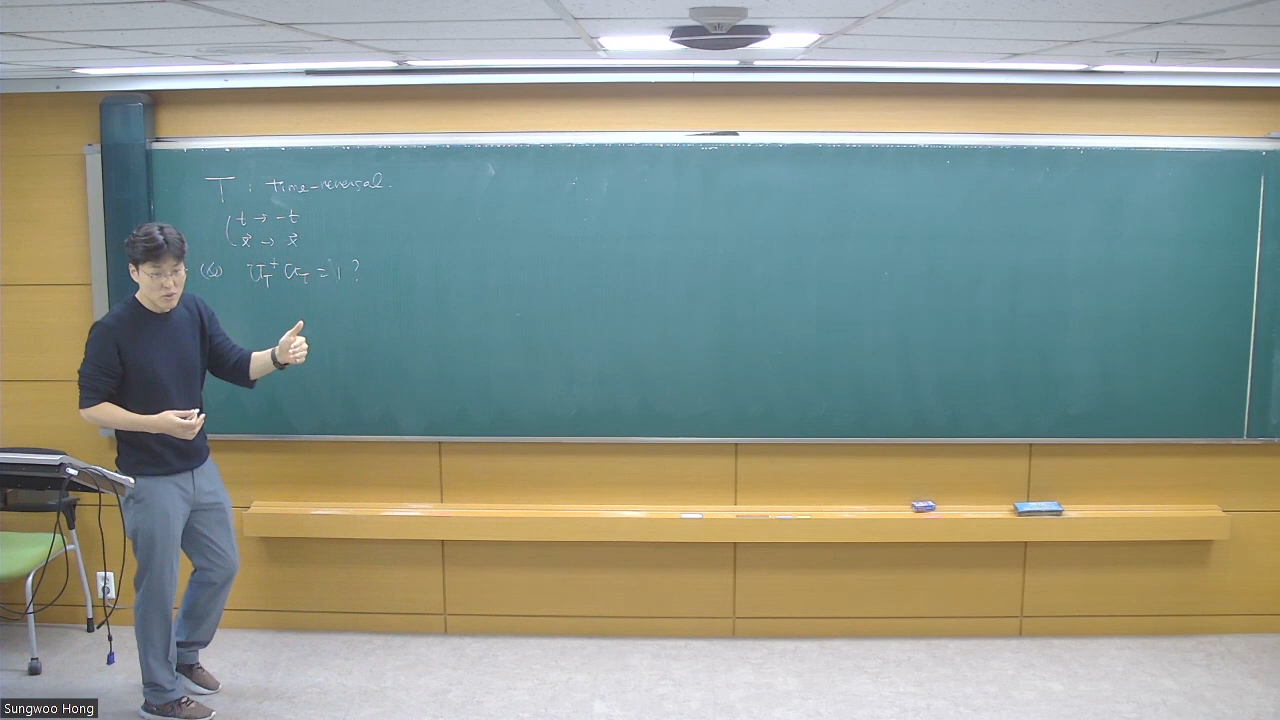 T : time-reversal.
t → -t
x⃗ → x⃗
(Q) U_T^† U_T = 1 ?
Sungwoo Hong